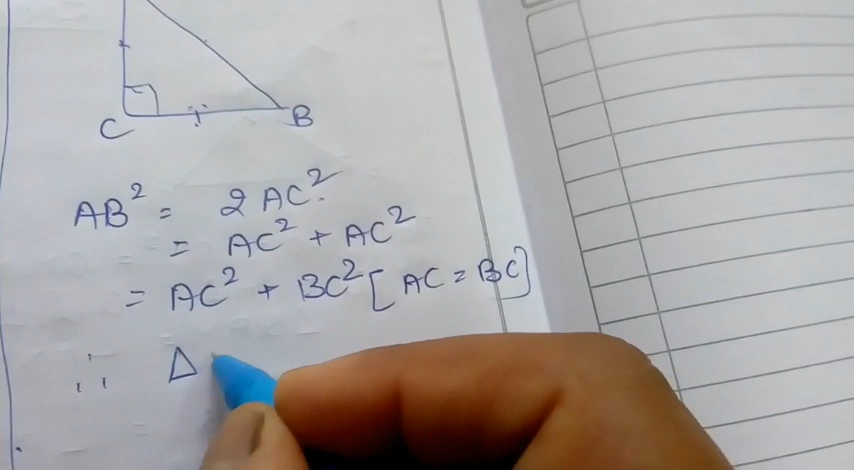 C B
AB² = 2AC².
= AC² + AC²
= AC² + BC² [AC = BC]
∴ Δ